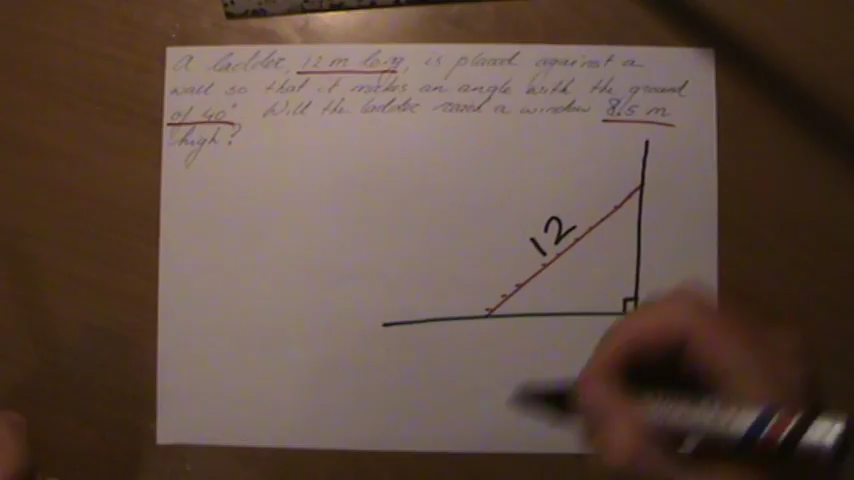 A ladder, 12 m long, is placed against a
wall so that it makes an angle with the ground
of 40° Will the ladder reach a window 8.5 m
high?
12